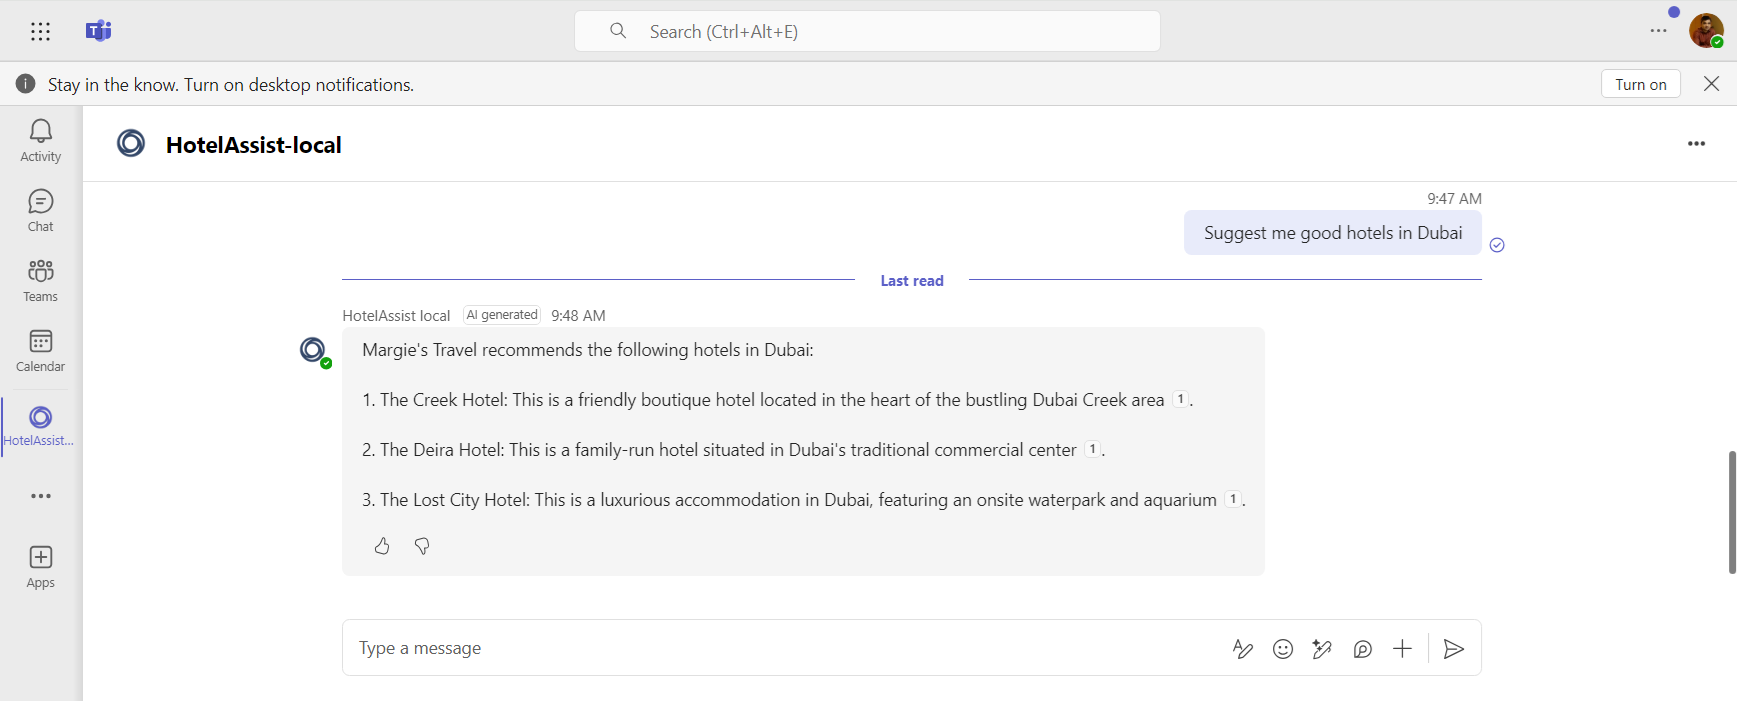 Search (Ctrl+Alt+E)
Stay in the know. Turn on desktop notifications.
Turn on
Activity
Chat
Teams
Calendar
HotelAssist...
Apps
HotelAssist-local
9:47 AM
Suggest me good hotels in Dubai
Last read
HotelAssist local AI generated 9:48 AM
Margie's Travel recommends the following hotels in Dubai:
1. The Creek Hotel: This is a friendly boutique hotel located in the heart of the bustling Dubai Creek area 1.
2. The Deira Hotel: This is a family-run hotel situated in Dubai's traditional commercial center 1.
3. The Lost City Hotel: This is a luxurious accommodation in Dubai, featuring an onsite waterpark and aquarium 1.
Type a message